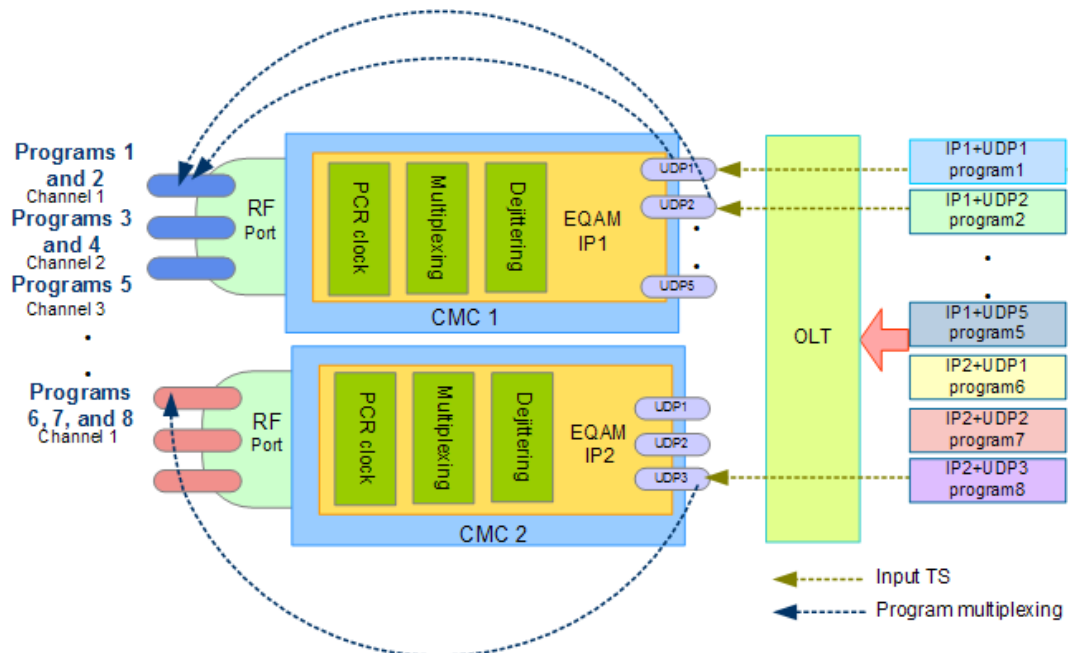 Programs 1
and 2
Channel 1
Programs 3
and 4
Channel 2
Programs 5
Channel 3
RF
Port
PCR clock
Multiplexing
Dejittering
EQAM
IP1
UDP1
UDP2
UDP5
CMC 1
Programs
6, 7, and 8
Channel 1
RF
Port
PCR clock
Multiplexing
Dejittering
EQAM
IP2
UDP1
UDP2
UDP3
CMC 2
OLT
IP1+UDP1
program1
IP1+UDP2
program2
IP1+UDP5
program5
IP2+UDP1
program6
IP2+UDP2
program7
IP2+UDP3
program8
Input TS
Program multiplexing